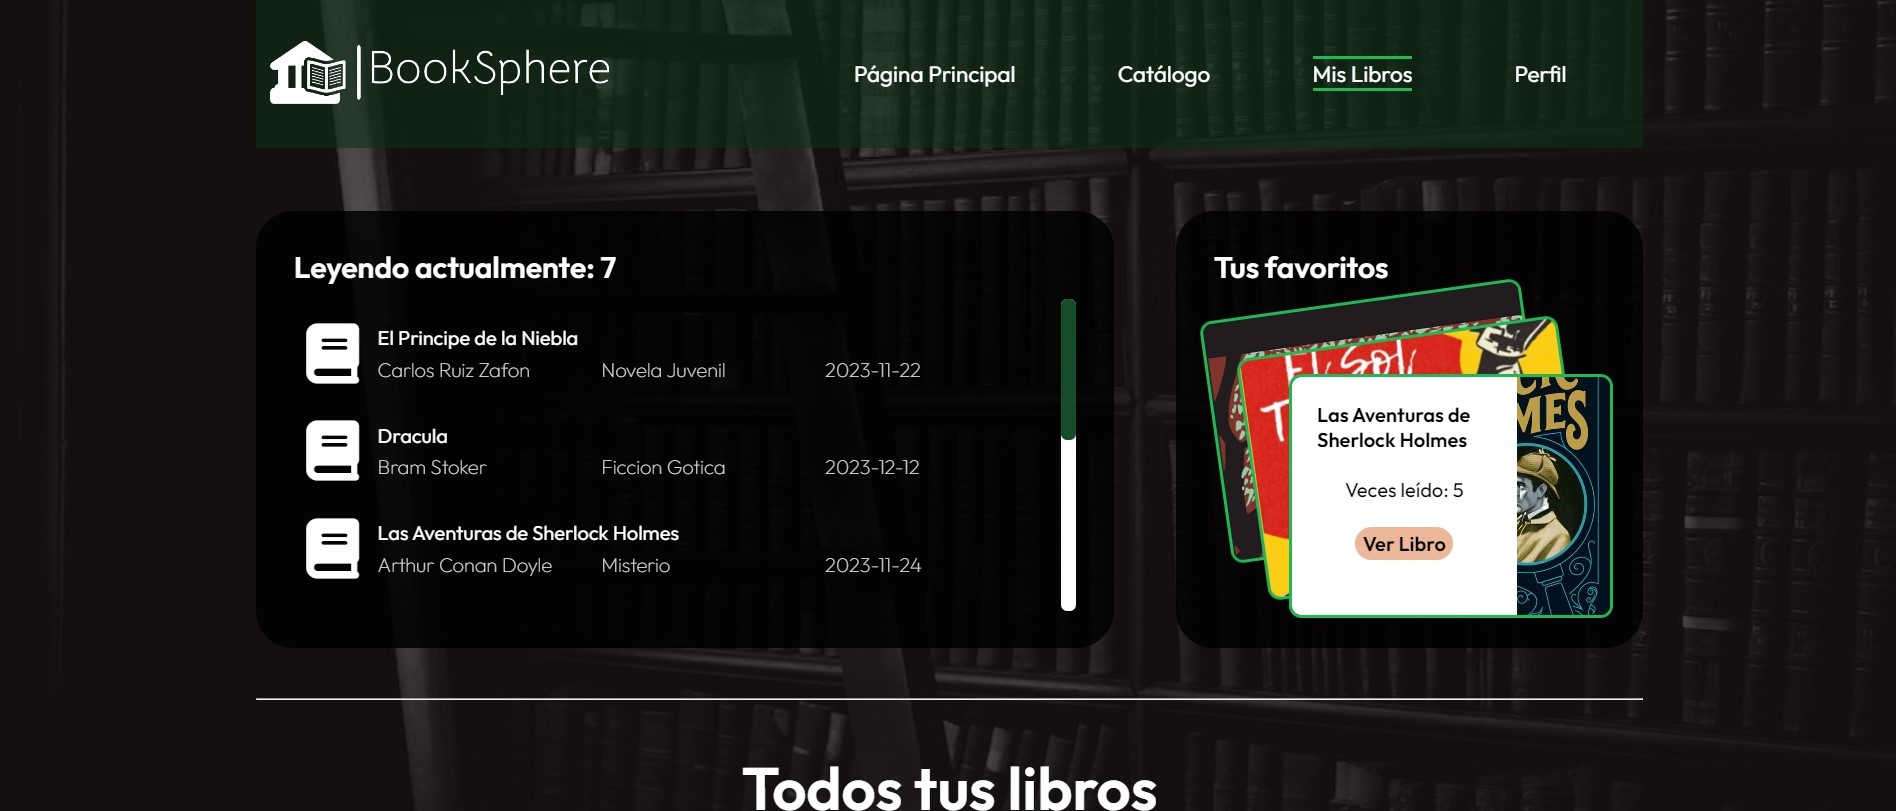 BookSphere
Página Principal
Catálogo
Mis Libros
Perfil
Leyendo actualmente: 7
El Principe de la Niebla
Carlos Ruiz Zafon Novela Juvenil 2023-11-22
Dracula
Bram Stoker Ficcion Gotica 2023-12-12
Las Aventuras de Sherlock Holmes
Arthur Conan Doyle Misterio 2023-11-24
Tus favoritos
El Sol
Las Aventuras de
Sherlock Holmes
Veces leído: 5
Ver Libro
Todos tus libros